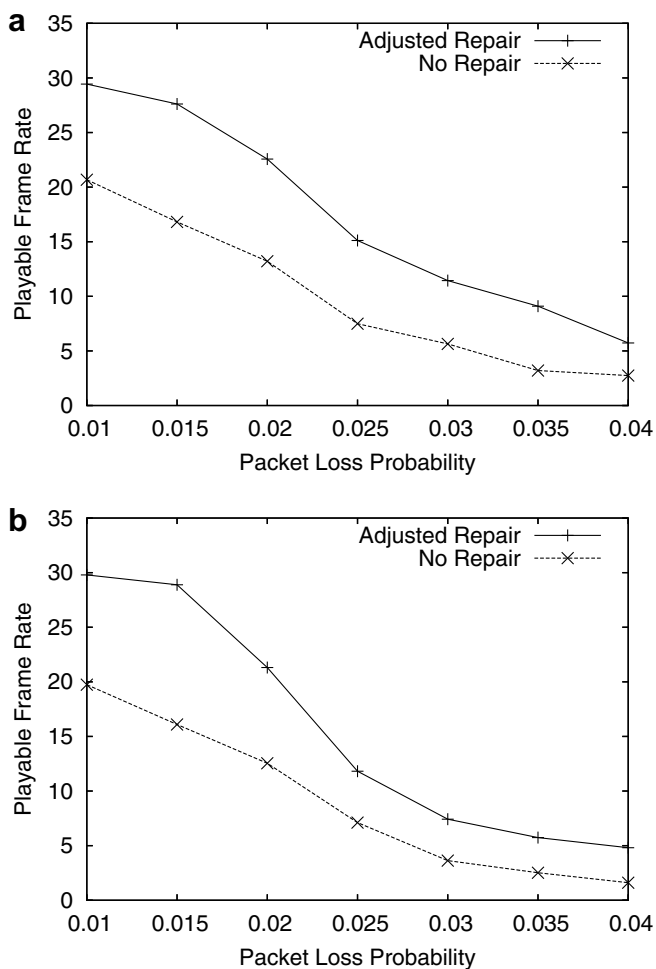 a
35
30
25
20
15
10
5
0
Playable Frame Rate
Adjusted Repair
No Repair
0.01 0.015 0.02 0.025 0.03 0.035 0.04
Packet Loss Probability
b
35
30
25
20
15
10
5
0
Playable Frame Rate
Adjusted Repair
No Repair
0.01 0.015 0.02 0.025 0.03 0.035 0.04
Packet Loss Probability